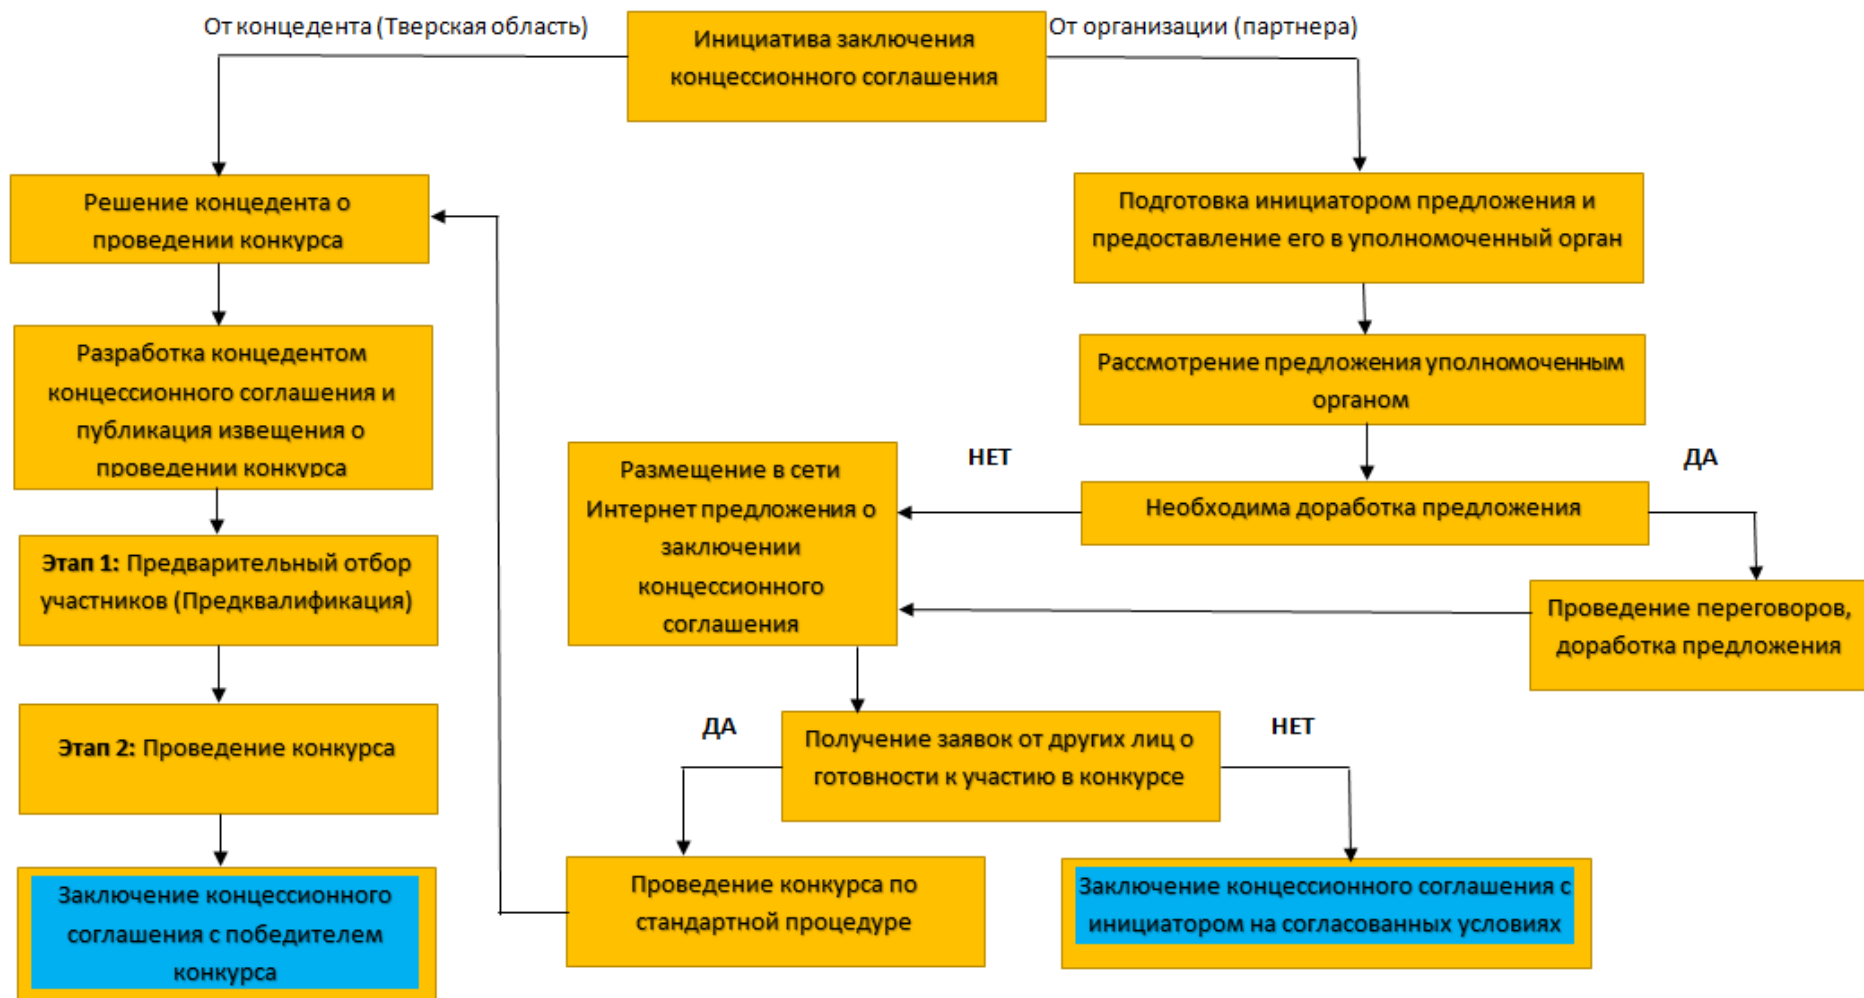 От концедента (Тверская область)
Инициатива заключения
концессионного соглашения
От организации (партнера)
Решение концедента о
проведении конкурса
Подготовка инициатором предложения и
предоставление его в уполномоченный орган
Разработка концедентом
концессионного соглашения и
публикация извещения о
проведении конкурса
Рассмотрение предложения уполномоченным
органом
НЕТ
ДА
Размещение в сети
Интернет предложения о
заключении
концессионного
соглашения
Необходима доработка предложения
Этап 1: Предварительный отбор
участников (Предквалификация)
Проведение переговоров,
доработка предложения
Этап 2: Проведение конкурса
ДА
Получение заявок от других лиц о
готовности к участию в конкурсе
НЕТ
Заключение концессионного
соглашения с победителем
конкурса
Проведение конкурса по
стандартной процедуре
Заключение концессионного соглашения с
инициатором на согласованных условиях